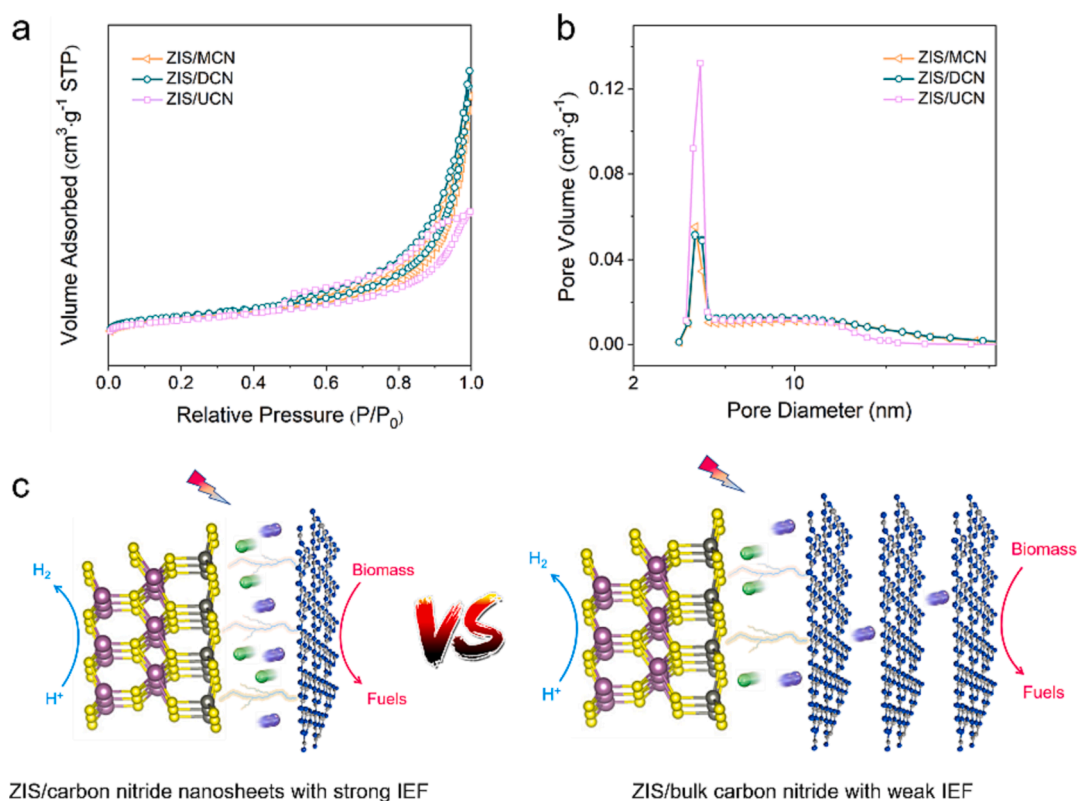 a
ZIS/MCN
ZIS/DCN
ZIS/UCN
Volume Adsorbed (cm³·g⁻¹ STP)
0.0 0.2 0.4 0.6 0.8 1.0
Relative Pressure (P/P₀)
b
ZIS/MCN
ZIS/DCN
ZIS/UCN
Pore Volume (cm³·g⁻¹)
0.12
0.08
0.04
0.00
2 10
Pore Diameter (nm)
c
H₂
H⁺
Biomass
Fuels
VS
H₂
H⁺
Biomass
Fuels
ZIS/carbon nitride nanosheets with strong IEF
ZIS/bulk carbon nitride with weak IEF